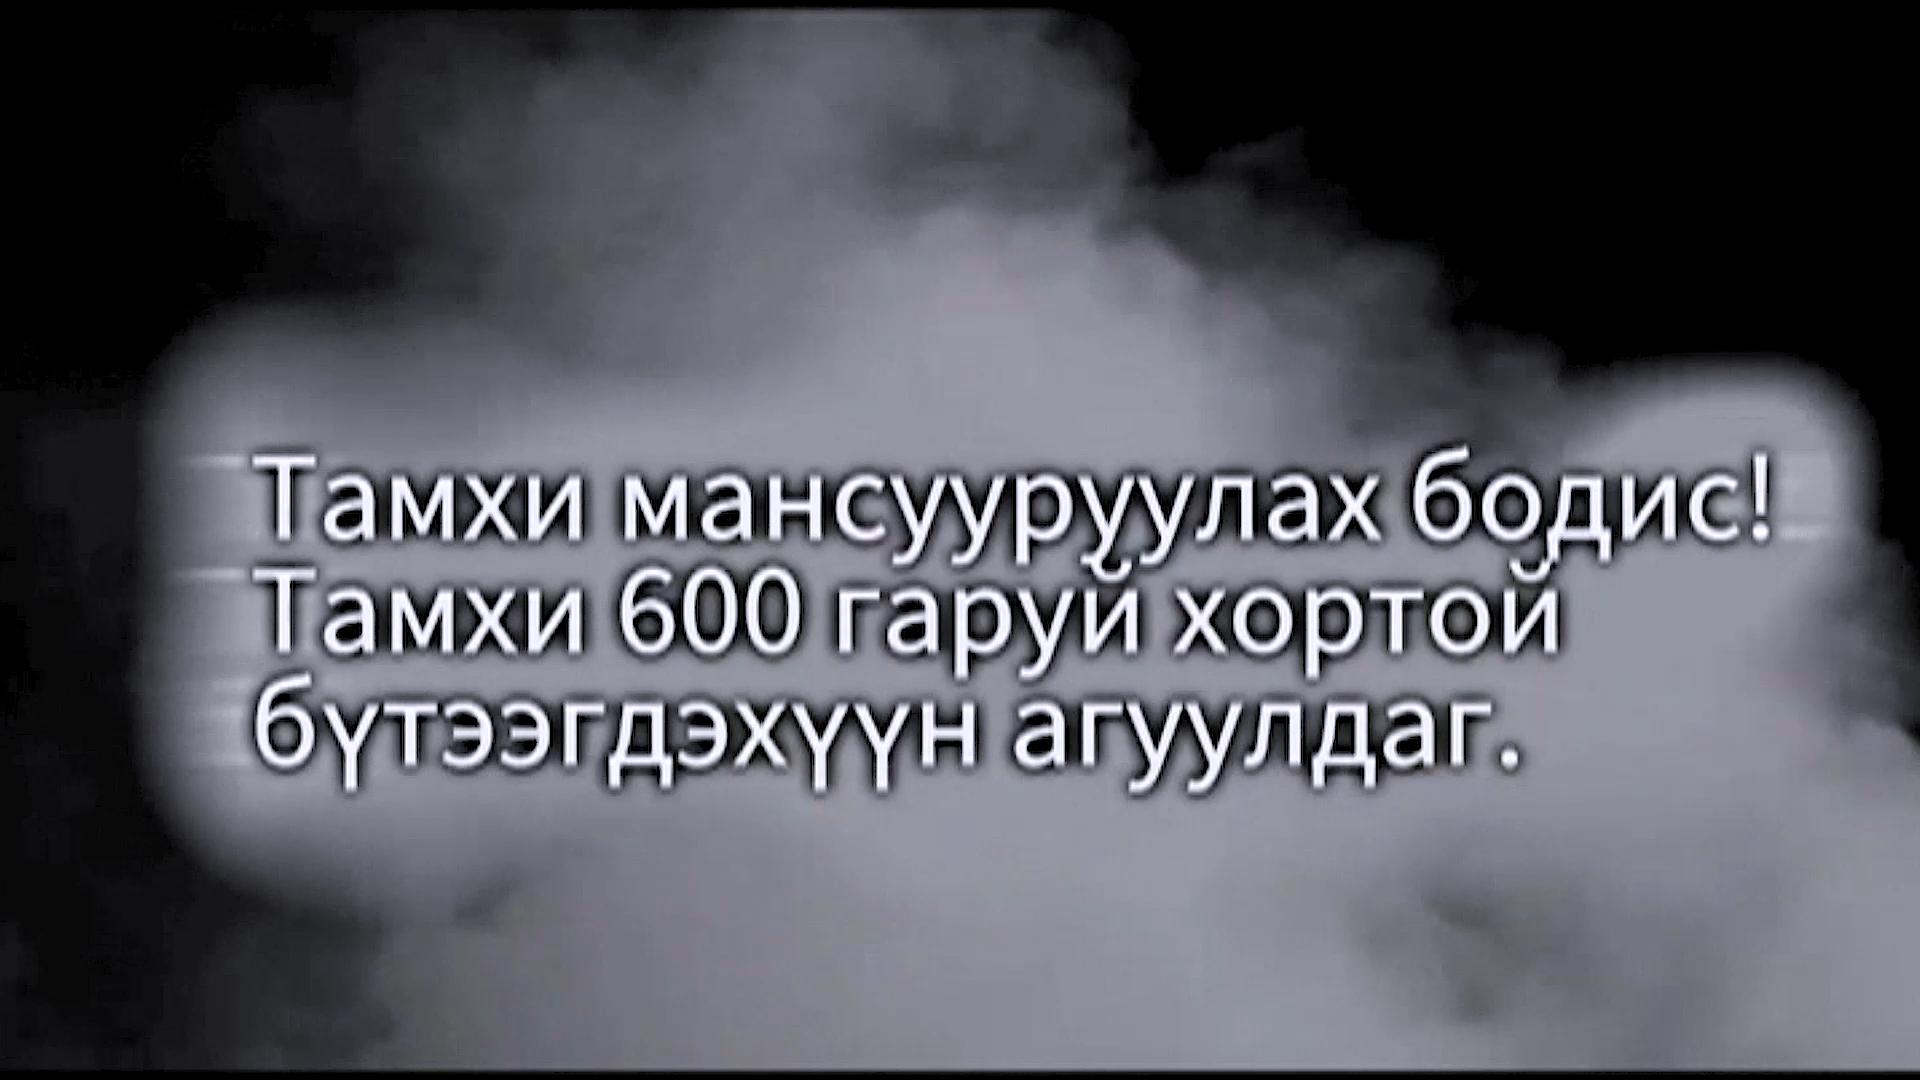 Тамхи мансууруулах бодис!
Тамхи 600 гаруй хортой
бүтээгдэхүүн агуулдаг.